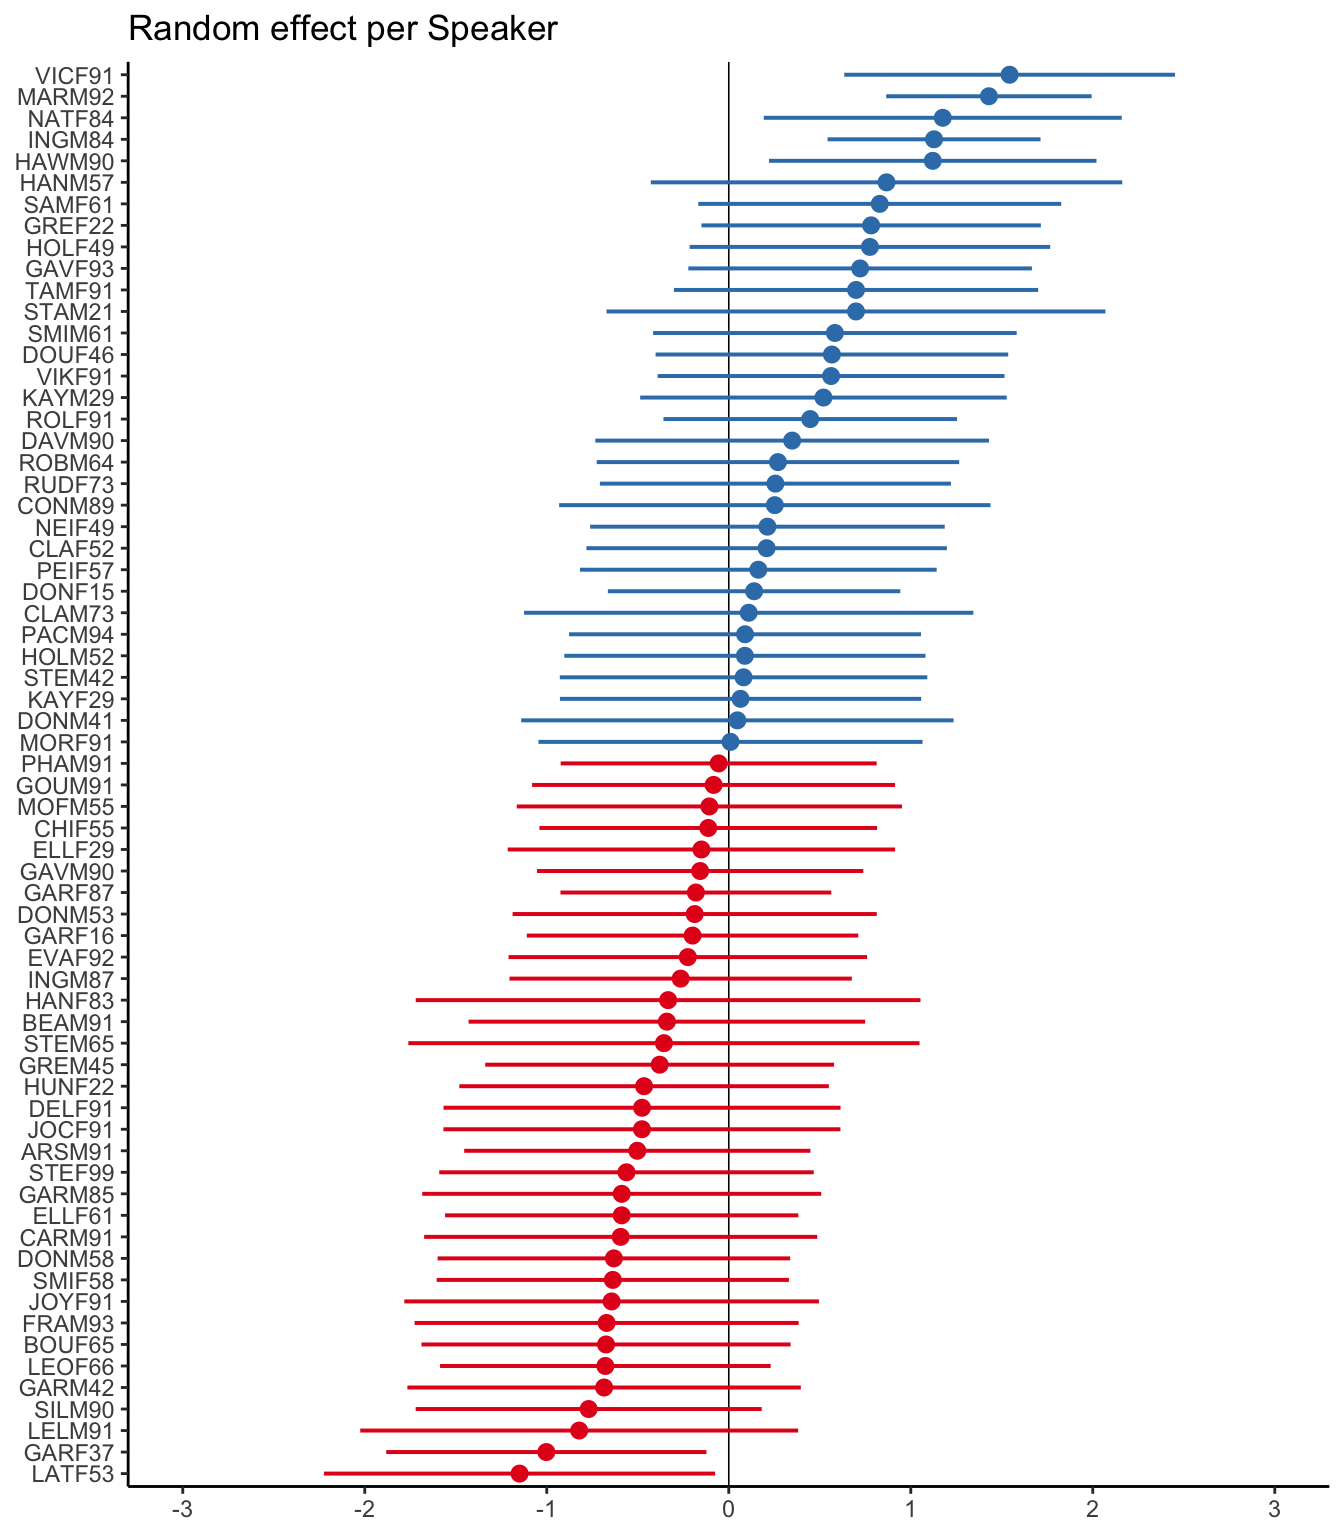 Random effect per Speaker
VICF91
MARM92
NATF84
INGM84
HAWM90
HANM57
SAMF61
GREF22
HOLF49
GAVF93
TAMF91
STAM21
SMIM61
DOUF46
VIKF91
KAYM29
ROLF91
DAVM90
ROBM64
RUDF73
CONM89
NEIF49
CLAF52
PEIF57
DONF15
CLAM73
PACM94
HOLM52
STEM42
KAYF29
DONM41
MORF91
PHAM91
GOUM91
MOFM55
CHIF55
ELLF29
GAVM90
GARF87
DONM53
GARF16
EVAF92
INGM87
HANF83
BEAM91
STEM65
GREM45
HUNF22
DELF91
JOCF91
ARSM91
STEF99
GARM85
ELLF61
CARM91
DONM58
SMIF58
JOYF91
FRAM93
BOUF65
LEOF66
GARM42
SILM90
LELM91
GARF37
LATF53
-3 -2 -1 0 1 2 3